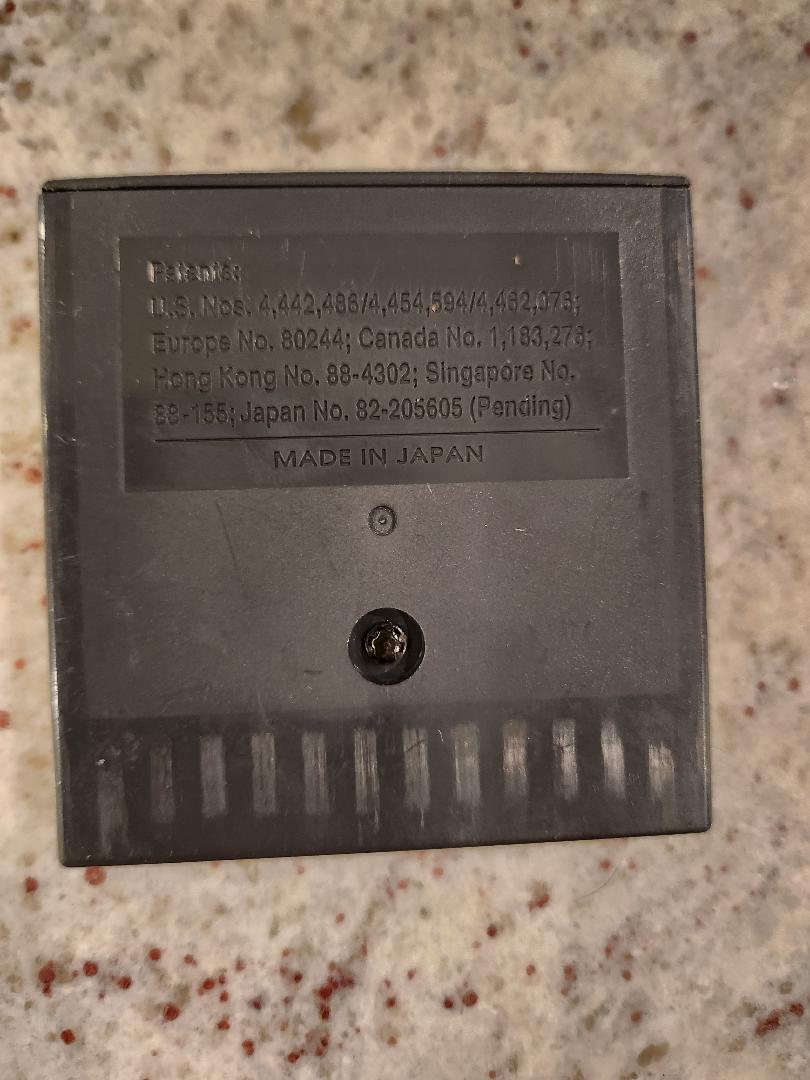 Patents:
U.S. Nos. 4,442,486/4,454,594/4,462,076;
Europe No. 80244; Canada No. 1,183,276;
Hong Kong No. 88-4302; Singapore No.
88-155; Japan No. 82-205605 (Pending)
MADE IN JAPAN